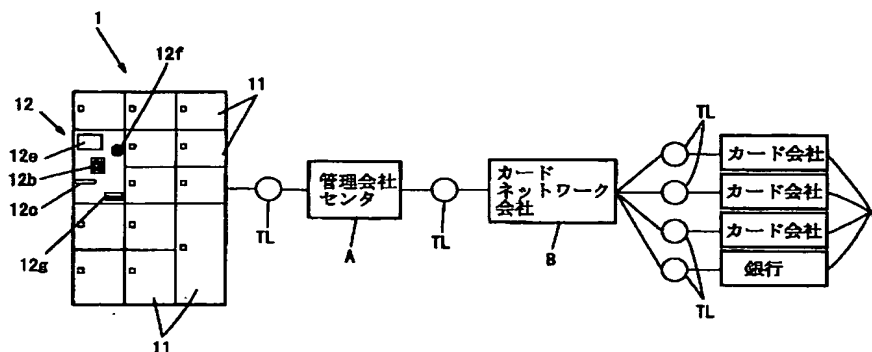 1
12f
11
12
12e
12b
12c
12g
11
TL
管理会社
センタ
A
TL
カード
ネットワーク
会社
B
TL
カード会社
カード会社
カード会社
銀行
TL